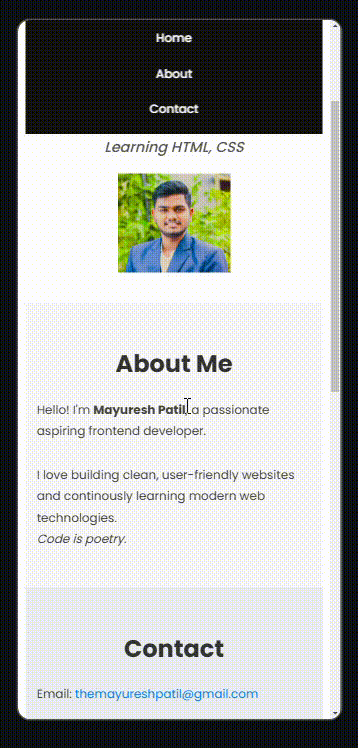 Home
About
Contact
Learning HTML, CSS
About Me
Hello! I'm Mayuresh Patil, a passionate
aspiring frontend developer.
I love building clean, user-friendly websites
and continously learning modern web
technologies.
Code is poetry.
Contact
Email: themayureshpatil@gmail.com